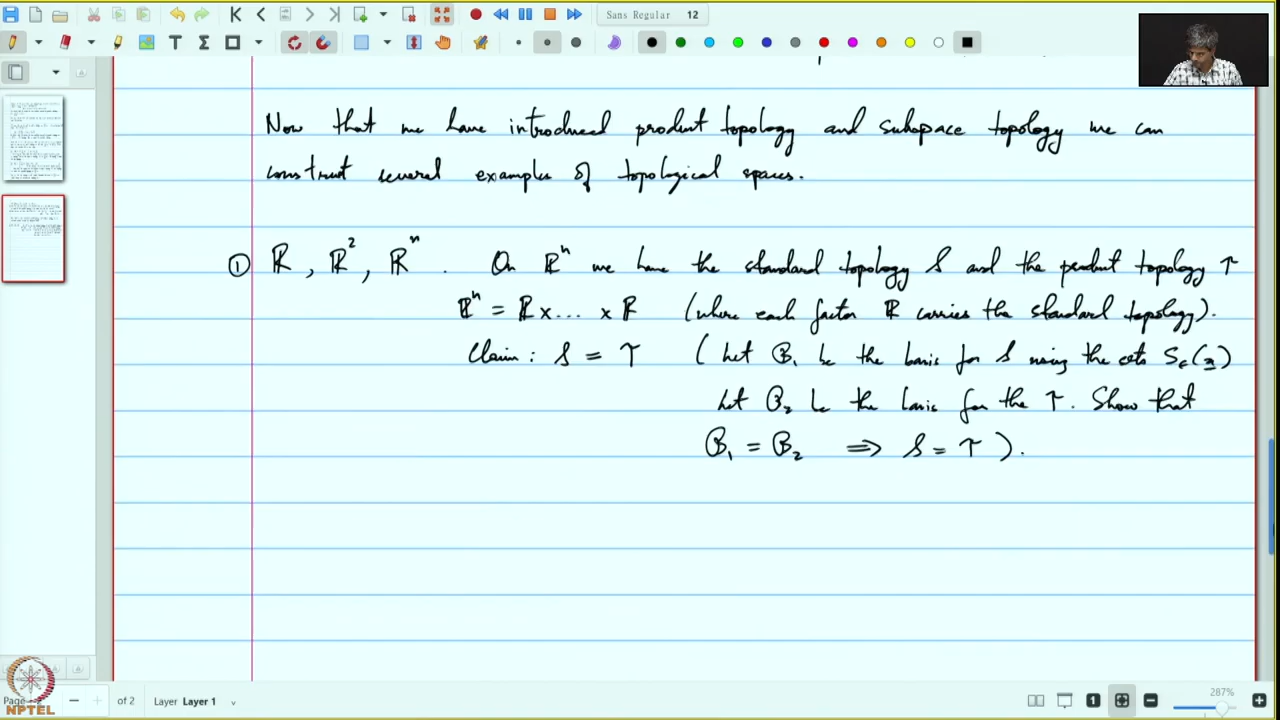 Sans Regular 12
Now that we have introduced product topology and subspace topology we can
construct several examples of topological spaces.
① ℝ, ℝ², ℝⁿ. On ℝⁿ we have the standard topology S and the product topology τ
ℝⁿ = ℝ × ... × ℝ (where each factor ℝ carries the standard topology).
Claim: S = τ (Let B₁ be the basis for S using the sets S_ε(x)
Let B₂ be the basis for the τ. Show that
B₁ = B₂ ⟹ S = τ).
NPTEL
Page
of 2
Layer Layer 1
287%